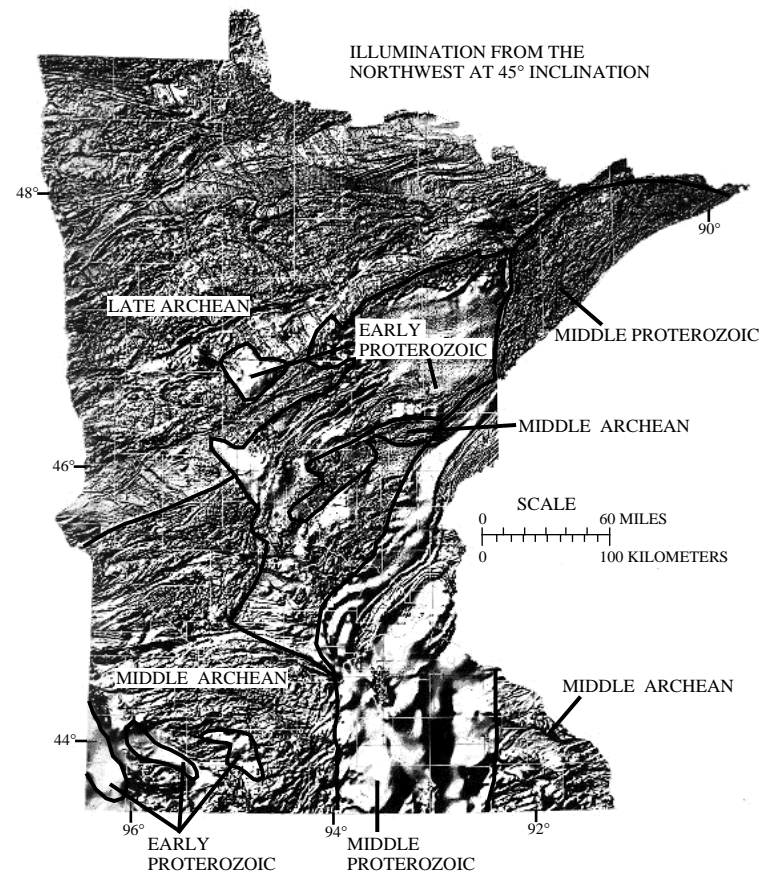 ILLUMINATION FROM THE
NORTHWEST AT 45° INCLINATION
48°
90°
LATE ARCHEAN
EARLY
PROTEROZOIC
MIDDLE PROTEROZOIC
MIDDLE ARCHEAN
46°
SCALE
0 60 MILES
0 100 KILOMETERS
MIDDLE ARCHEAN
MIDDLE ARCHEAN
44°
96°
94°
92°
EARLY
PROTEROZOIC
MIDDLE
PROTEROZOIC